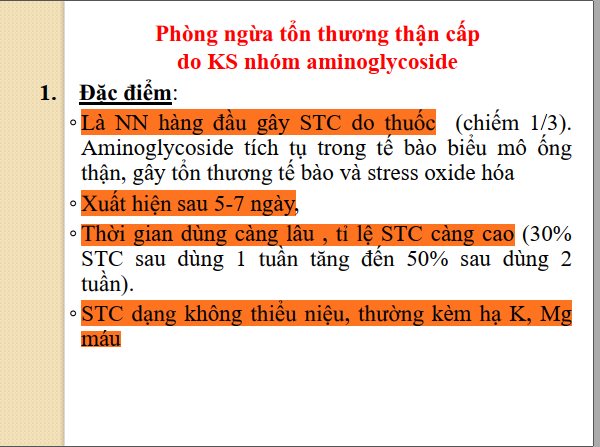 Phòng ngừa tổn thương thận cấp
do KS nhóm aminoglycoside
1. Đặc điểm:
◦Là NN hàng đầu gây STC do thuốc (chiếm 1/3).
Aminoglycoside tích tụ trong tế bào biểu mô ống
thận, gây tổn thương tế bào và stress oxide hóa
◦Xuất hiện sau 5-7 ngày,
◦Thời gian dùng càng lâu , tỉ lệ STC càng cao (30%
STC sau dùng 1 tuần tăng đến 50% sau dùng 2
tuần).
◦STC dạng không thiểu niệu, thường kèm hạ K, Mg
máu